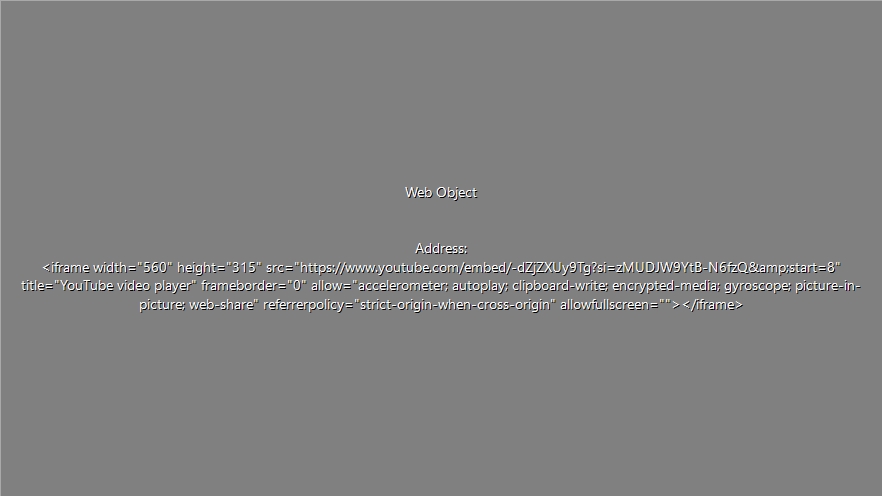 Web Object
Address:
<iframe width="560" height="315" src="https://www.youtube.com/embed/-dZjZXUy9Tg?si=zMUDJW9YtB-N6fzQ&amp;start=8"
title="YouTube video player" frameborder="0" allow="accelerometer; autoplay; clipboard-write; encrypted-media; gyroscope; picture-in-
picture; web-share" referrerpolicy="strict-origin-when-cross-origin" allowfullscreen=""></iframe>